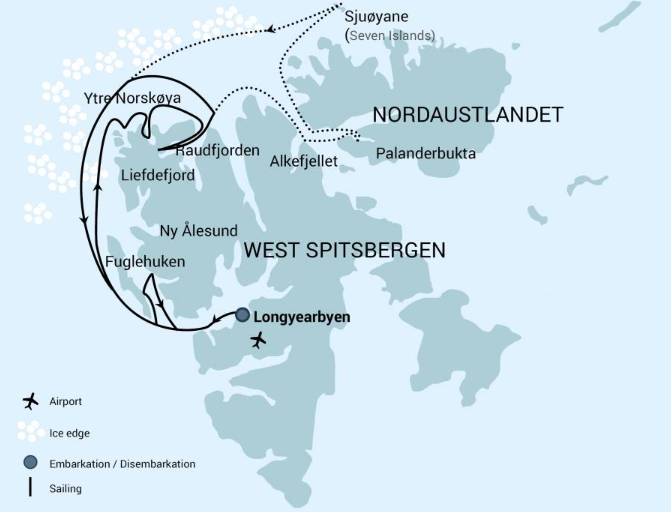 Sjuøyane
(Seven Islands)
Ytre Norskøya
NORDAUSTLANDET
Raudfjorden
Alkefjellet
Palanderbukta
Liefdefjord
Ny Ålesund
WEST SPITSBERGEN
Fuglehuken
Longyearbyen
Airport
Ice edge
Embarkation / Disembarkation
Sailing